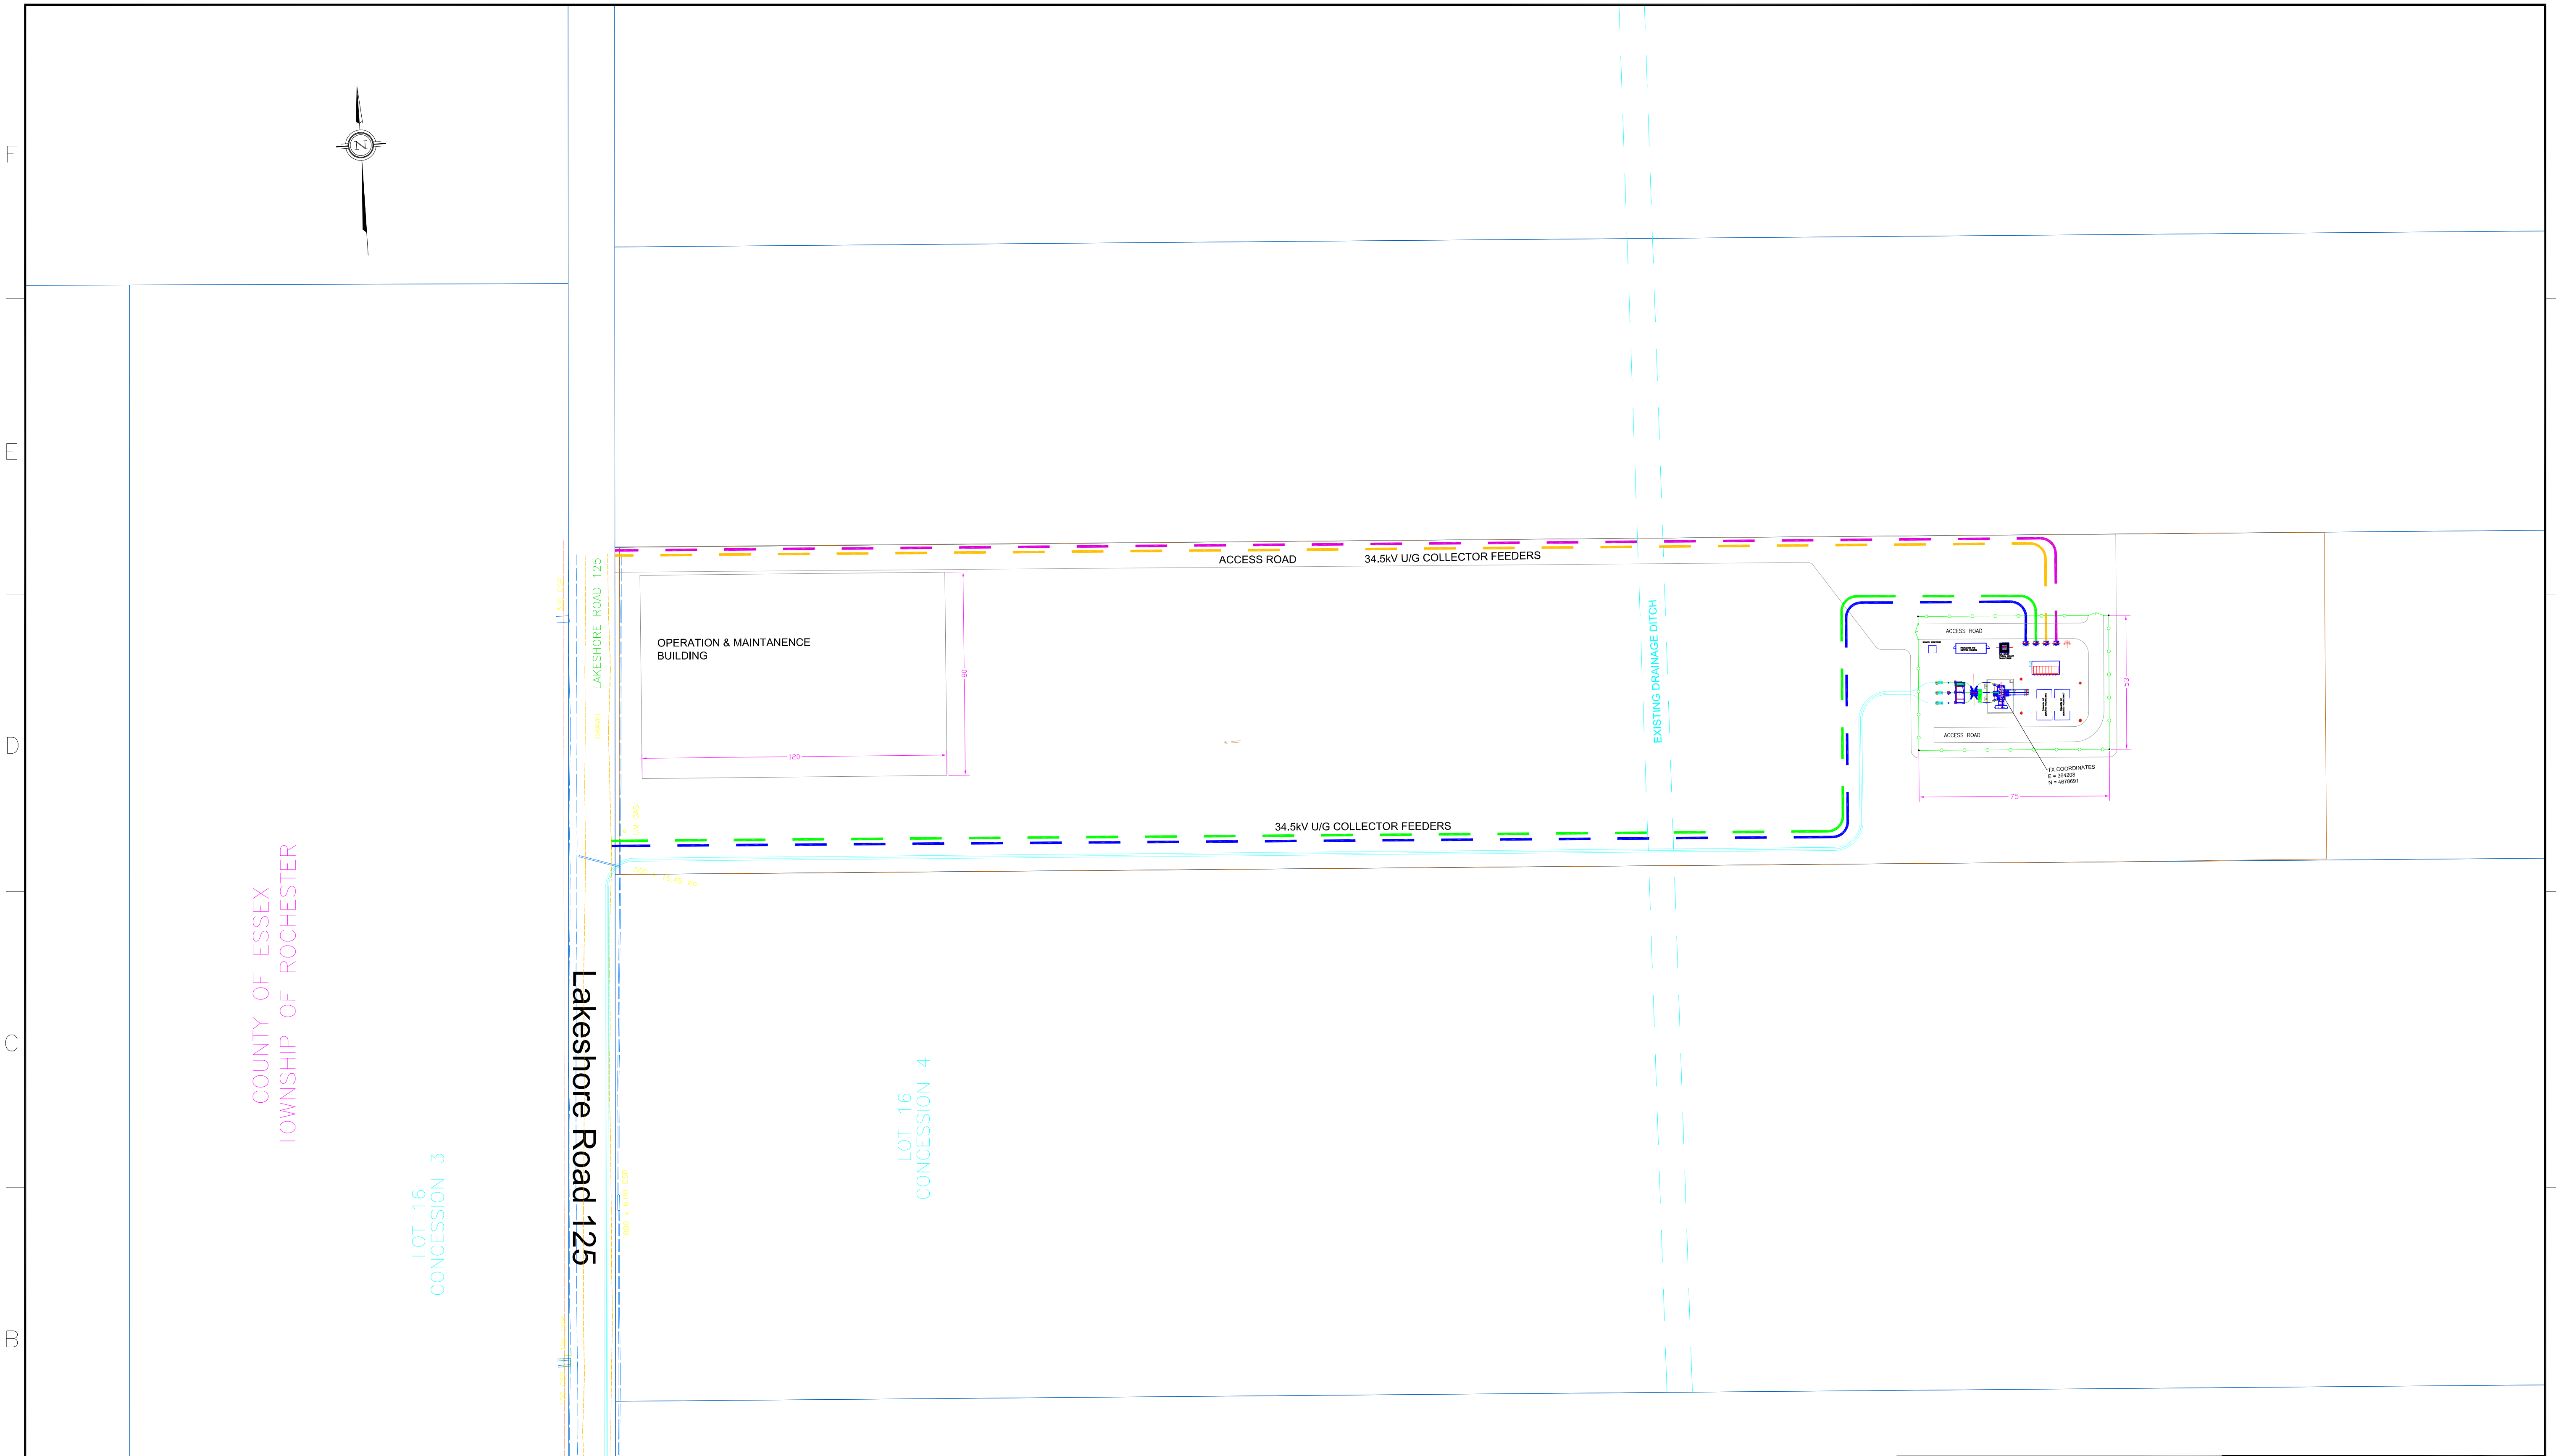 F
E
D
C
B
N
ACCESS ROAD
34.5kV U/G COLLECTOR FEEDERS
LAKESHORE ROAD 125
OPERATION & MAINTANENCE
BUILDING
80
120
EXISTING DRAINAGE DITCH
ACCESS ROAD
ACCESS ROAD
53
75
TX COORDINATES
E = 364208
N = 4678691
34.5kV U/G COLLECTOR FEEDERS
COUNTY OF ESSEX
TOWNSHIP OF ROCHESTER
Lakeshore Road 125
LOT 16
CONCESSION 3
LOT 16
CONCESSION 4